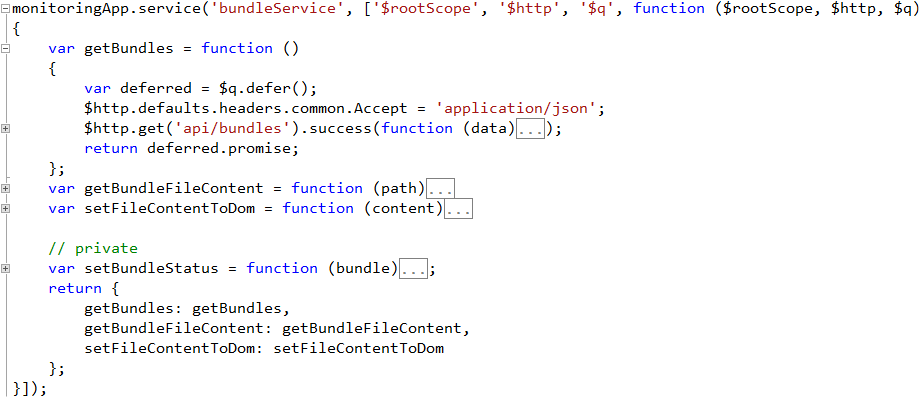 monitoringApp.service('bundleService', ['$rootScope', '$http', '$q', function ($rootScope, $http, $q)
{
    var getBundles = function ()
    {
        var deferred = $q.defer();
        $http.defaults.headers.common.Accept = 'application/json';
        $http.get('api/bundles').success(function (data)...);
        return deferred.promise;
    };
    var getBundleFileContent = function (path)...
    var setFileContentToDom = function (content)...

    // private
    var setBundleStatus = function (bundle)...;
    return {
        getBundles: getBundles,
        getBundleFileContent: getBundleFileContent,
        setFileContentToDom: setFileContentToDom
    };
}]);